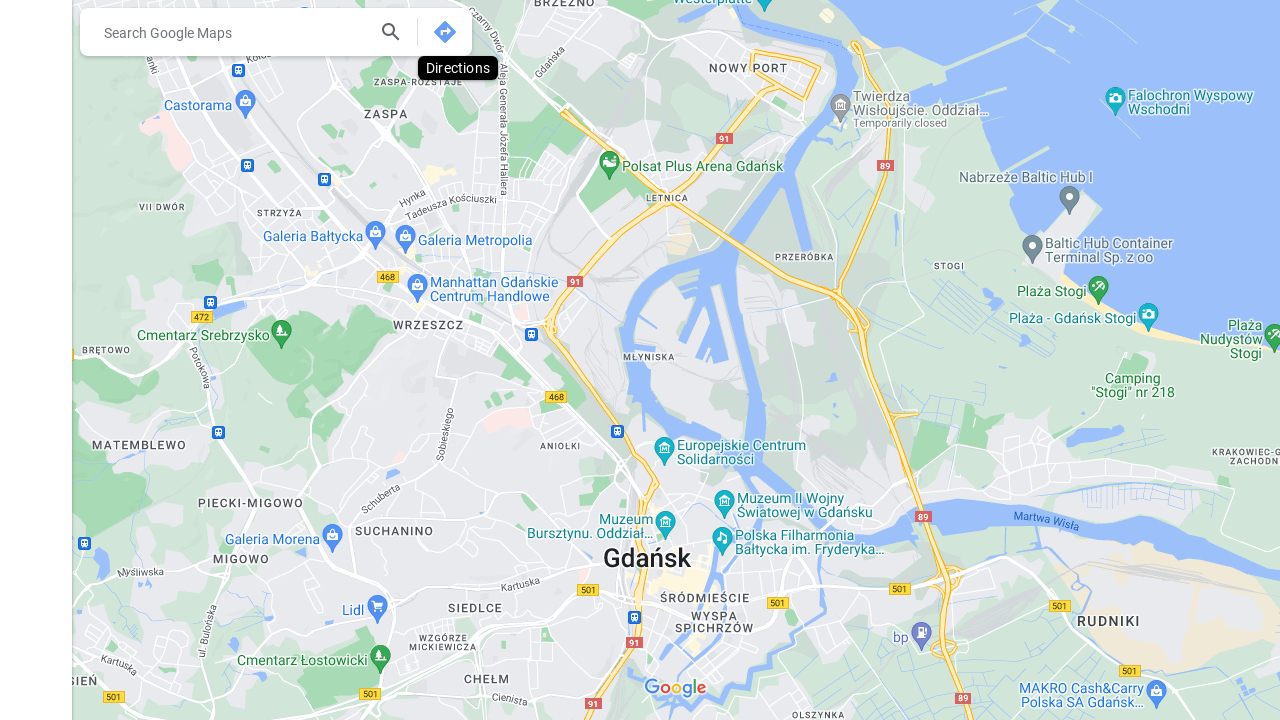 Westerplatte
BRZEŹNO
Search Google Maps
Directions
Czarny Dwór
Gdańska
Aleja Generała Józefa Hallera
ZASPA-ROZSTAJE
NOWY PORT
Castorama
ZASPA
Twierdza
Wisłoujście. Oddział...
Temporarily closed
Falochron Wyspowy
Wschodni
91
89
Polsat Plus Arena Gdańsk
Nabrzeże Baltic Hub I
LETNICA
Hynka
Tadeusza Kościuszki
VII DWÓR
STRZYŻA
Galeria Bałtycka
Galeria Metropolia
Baltic Hub Container
Terminal Sp. z oo
PRZERÓBKA
STOGI
468
91
Manhattan Gdańskie
Centrum Handlowe
Plaża Stogi
472
WRZESZCZ
Plaża - Gdańsk Stogi
Cmentarz Srebrzysko
Plaża
Nudystów
Stogi
BRĘTOWO
Potokowa
MŁYNISKA
Camping
"Stogi" nr 218
468
Sobieskiego
MATEMBLEWO
ANIOŁKI
Europejskie Centrum
Solidarności
KRAKOWIEC-G
ZACHODN
PIECKI-MIGOWO
Schuberta
Muzeum II Wojny
Światowej w Gdańsku
89
Martwa Wisła
SUCHANINO
Muzeum
Bursztynu. Oddział...
Polska Filharmonia
Bałtycka im. Fryderyka...
Galeria Morena
MIGOWO
Gdańsk
Myśliwska
Kartuska
501
501
501
501
ŚRÓDMIEŚCIE
Lidl
SIEDLCE
WYSPA
SPICHRZÓW
RUDNIKI
ul. Bulońska
WZGÓRZE
MICKIEWICZA
91
bp
Kartuska
Cmentarz Łostowicki
501
SIEŃ
CHEŁM
Google
501
501
Cienista
91
89
MAKRO Cash&Carry
Polska SA Gdańsk...
OLSZYNKA